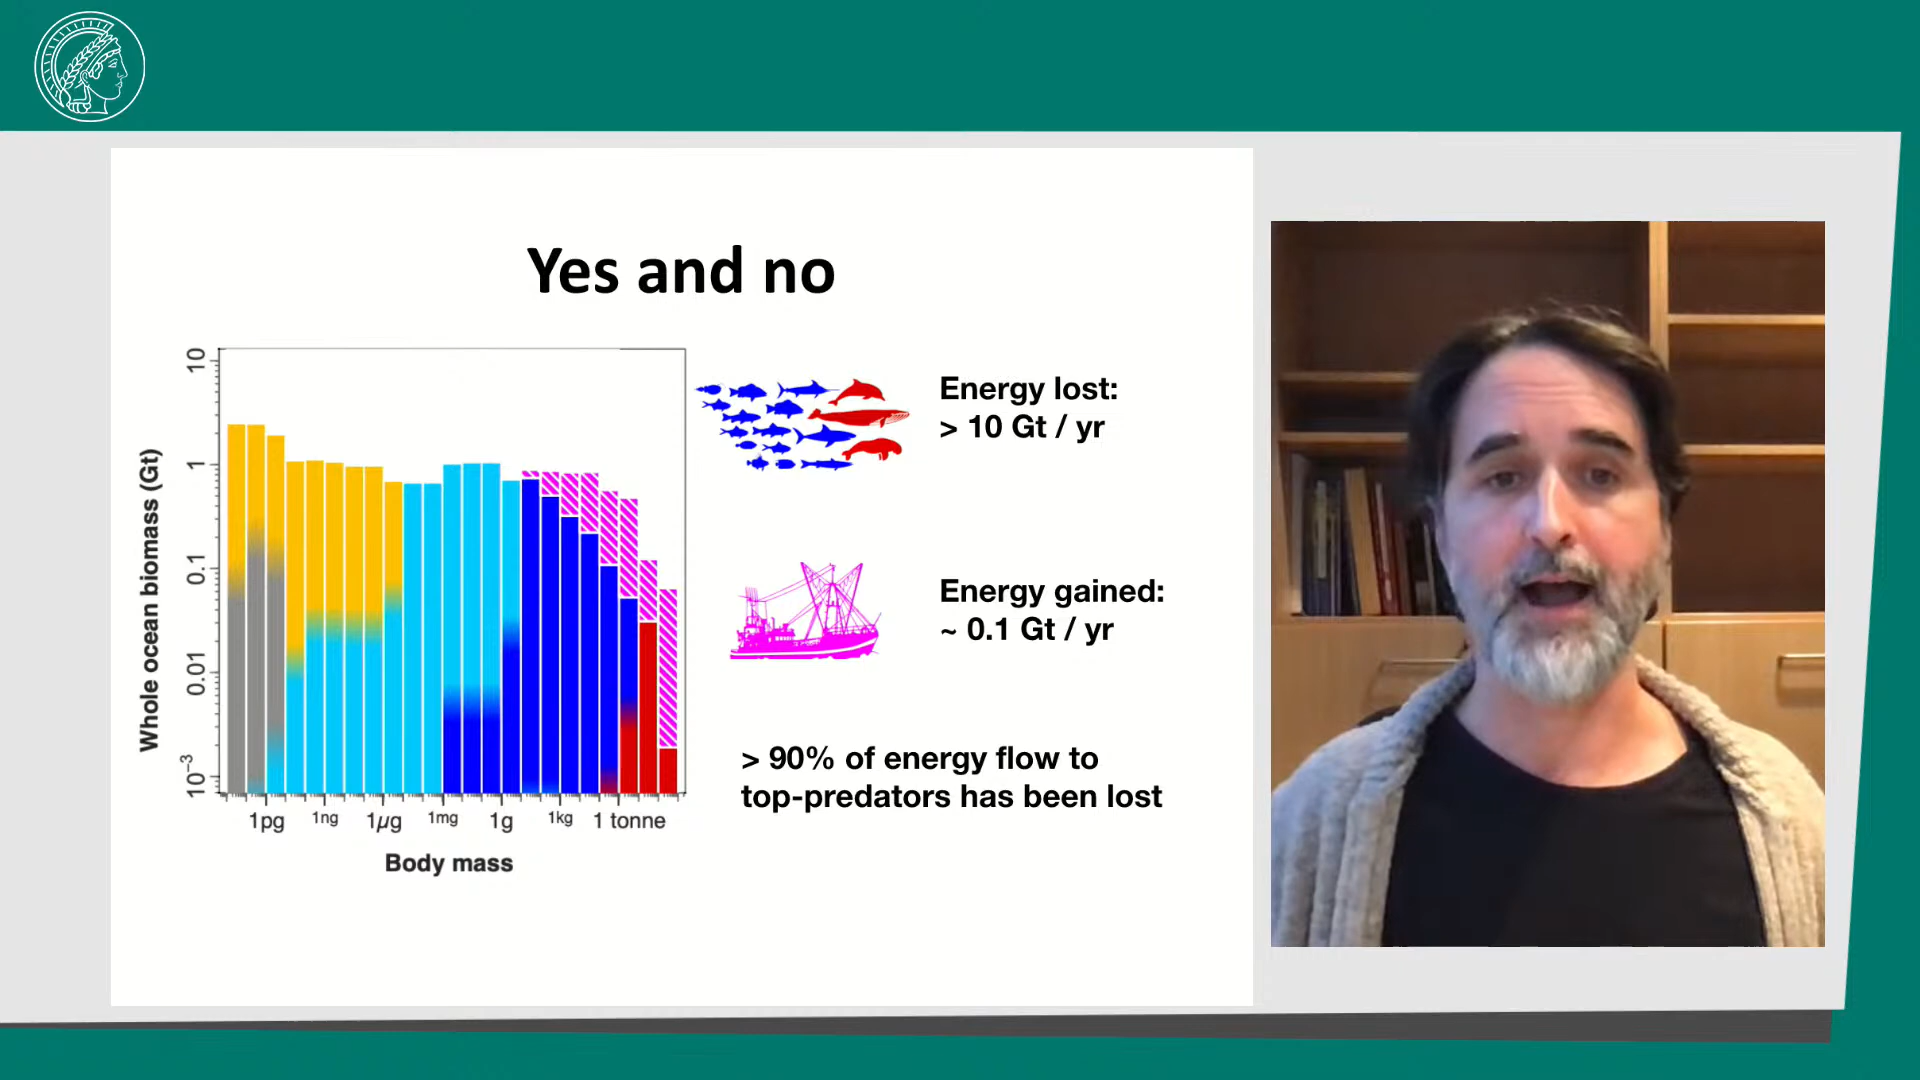 Yes and no
Whole ocean biomass (Gt)
10
1
0.1
0.01
10⁻³
1pg
1ng
1µg
1mg
1g
1kg
1 tonne
Body mass
Energy lost:
> 10 Gt / yr
Energy gained:
~ 0.1 Gt / yr
> 90% of energy flow to
top-predators has been lost